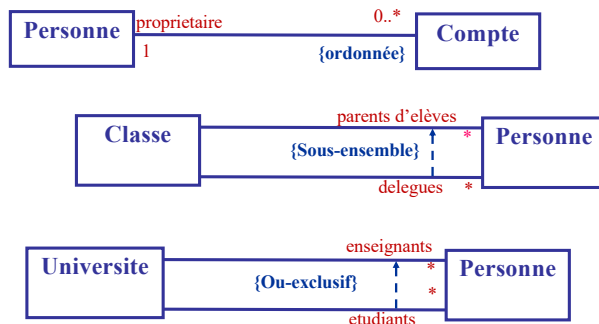 proprietaire 0..*
Personne Compte
1 {ordonnée}
parents d'elèves
Classe * Personne
{Sous-ensemble}
delegues *
enseignants
Universite * Personne
{Ou-exclusif} *
etudiants